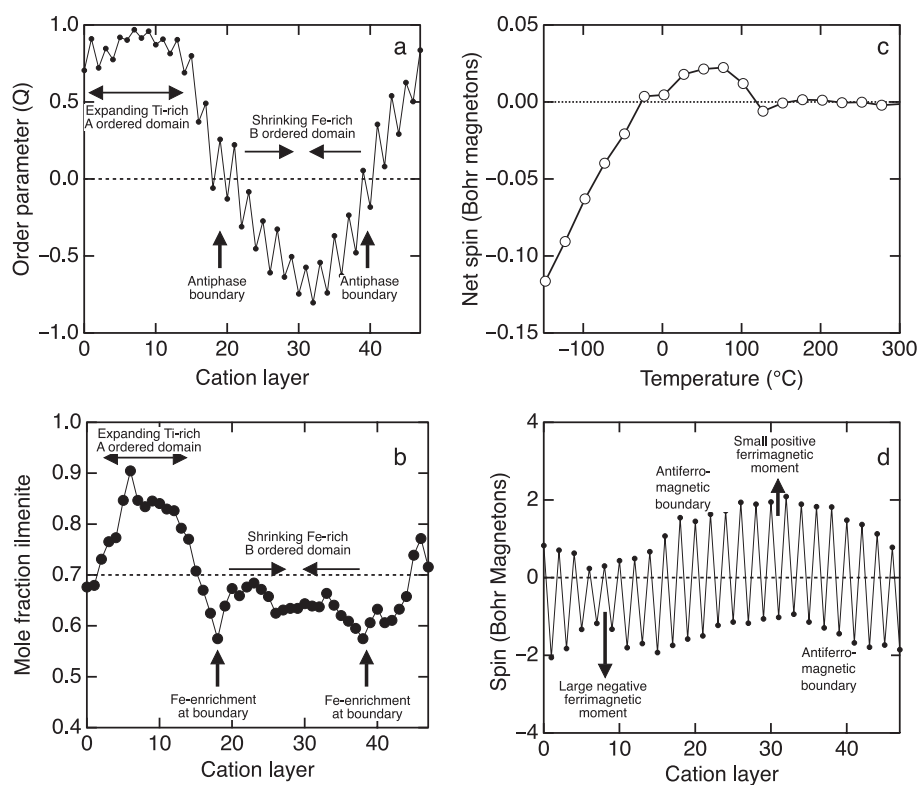 1.0
0.5
0.0
−0.5
−1.0
Order parameter (Q)
a
Expanding Ti-rich
A ordered domain
Shrinking Fe-rich
B ordered domain
Antiphase
boundary
Antiphase
boundary
0 10 20 30 40
Cation layer
0.05
0.00
−0.05
−0.10
−0.15
Net spin (Bohr magnetons)
c
−100 0 100 200 300
Temperature (°C)
1.0
0.9
0.8
0.7
0.6
0.5
0.4
Mole fraction ilmenite
Expanding Ti-rich
A ordered domain
b
Shrinking Fe-rich
B ordered domain
Fe-enrichment
at boundary
Fe-enrichment
at boundary
0 10 20 30 40
Cation layer
4
2
0
−2
−4
Spin (Bohr Magnetons)
Small positive
ferrimagnetic
moment
d
Antiferro-
magnetic boundary
Large negative
ferrimagnetic
moment
Antiferro-
magnetic
boundary
0 10 20 30 40
Cation layer